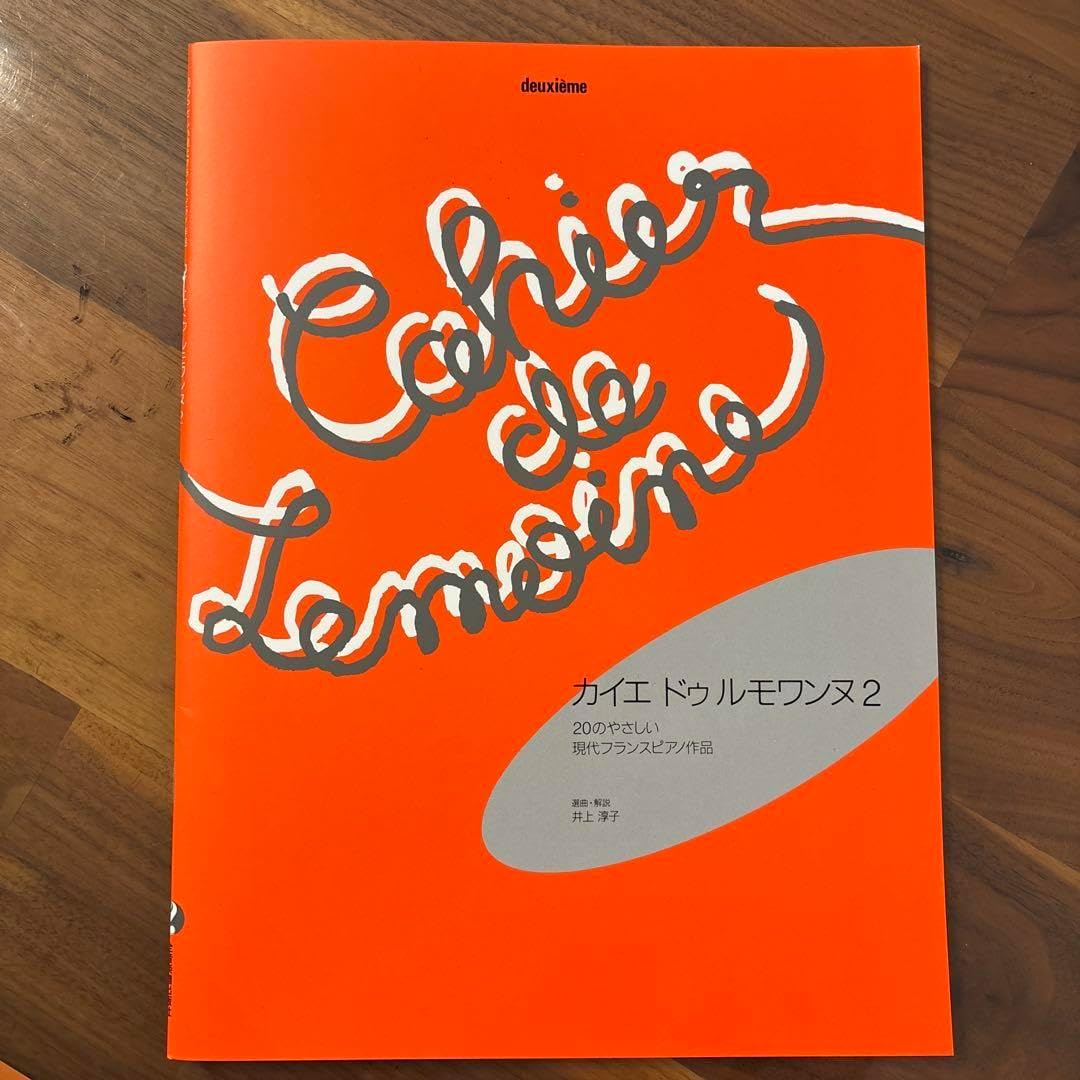 deuxième
Cahier
de
Lemoine
カイエ ドゥ ルモワンヌ 2
20のやさしい
現代フランスピアノ作品
選曲・解説
井上 淳子